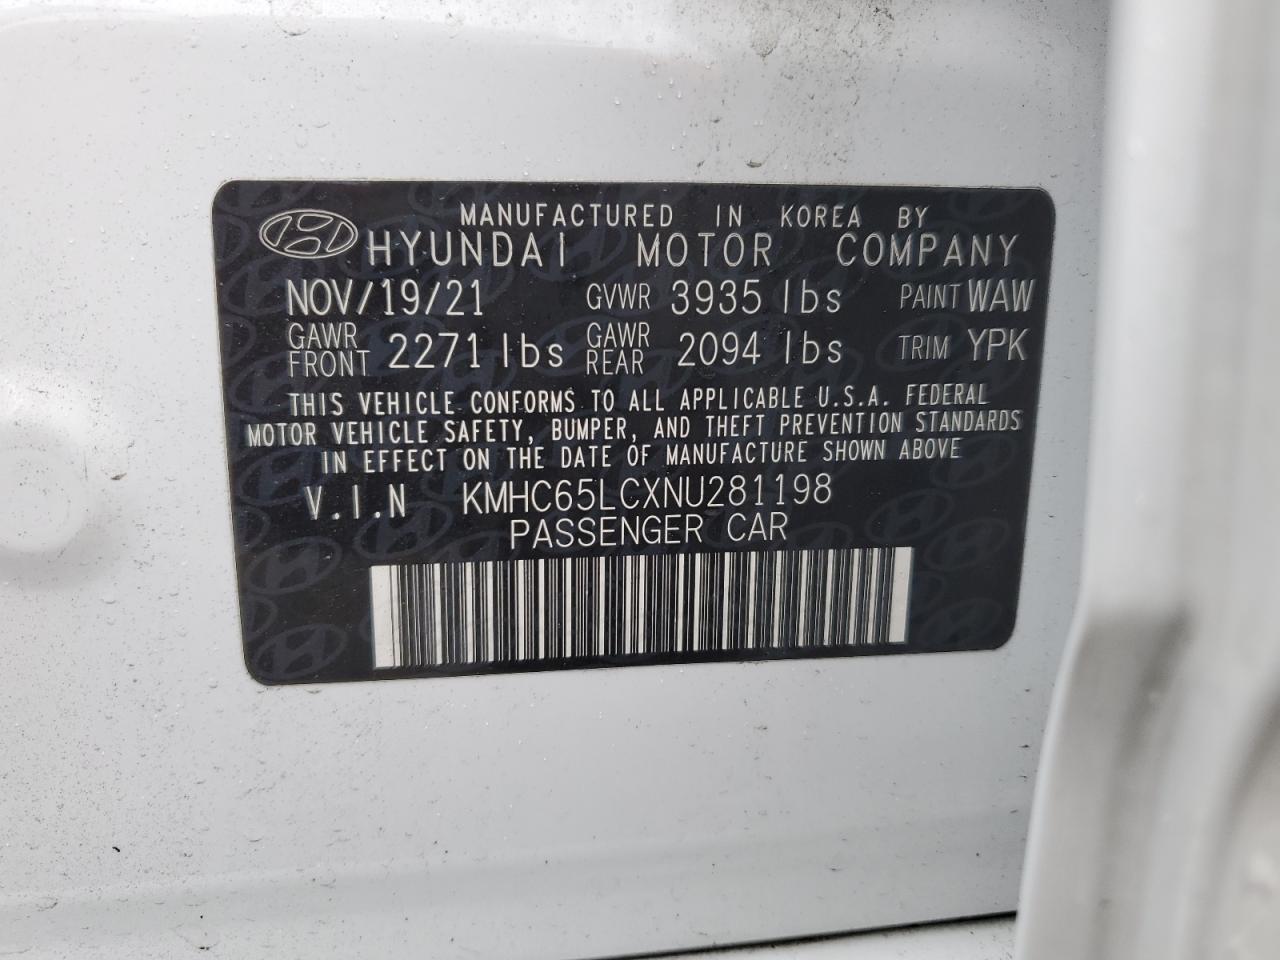 MANUFACTURED IN KOREA BY
HYUNDAI MOTOR COMPANY
NOV/19/21 GVWR 3935 lbs PAINT WAW
GAWR FRONT 2271 lbs GAWR REAR 2094 lbs TRIM YPK
THIS VEHICLE CONFORMS TO ALL APPLICABLE U.S.A. FEDERAL
MOTOR VEHICLE SAFETY, BUMPER, AND THEFT PREVENTION STANDARDS
IN EFFECT ON THE DATE OF MANUFACTURE SHOWN ABOVE
V.I.N KMHC65LCXNU281198
PASSENGER CAR